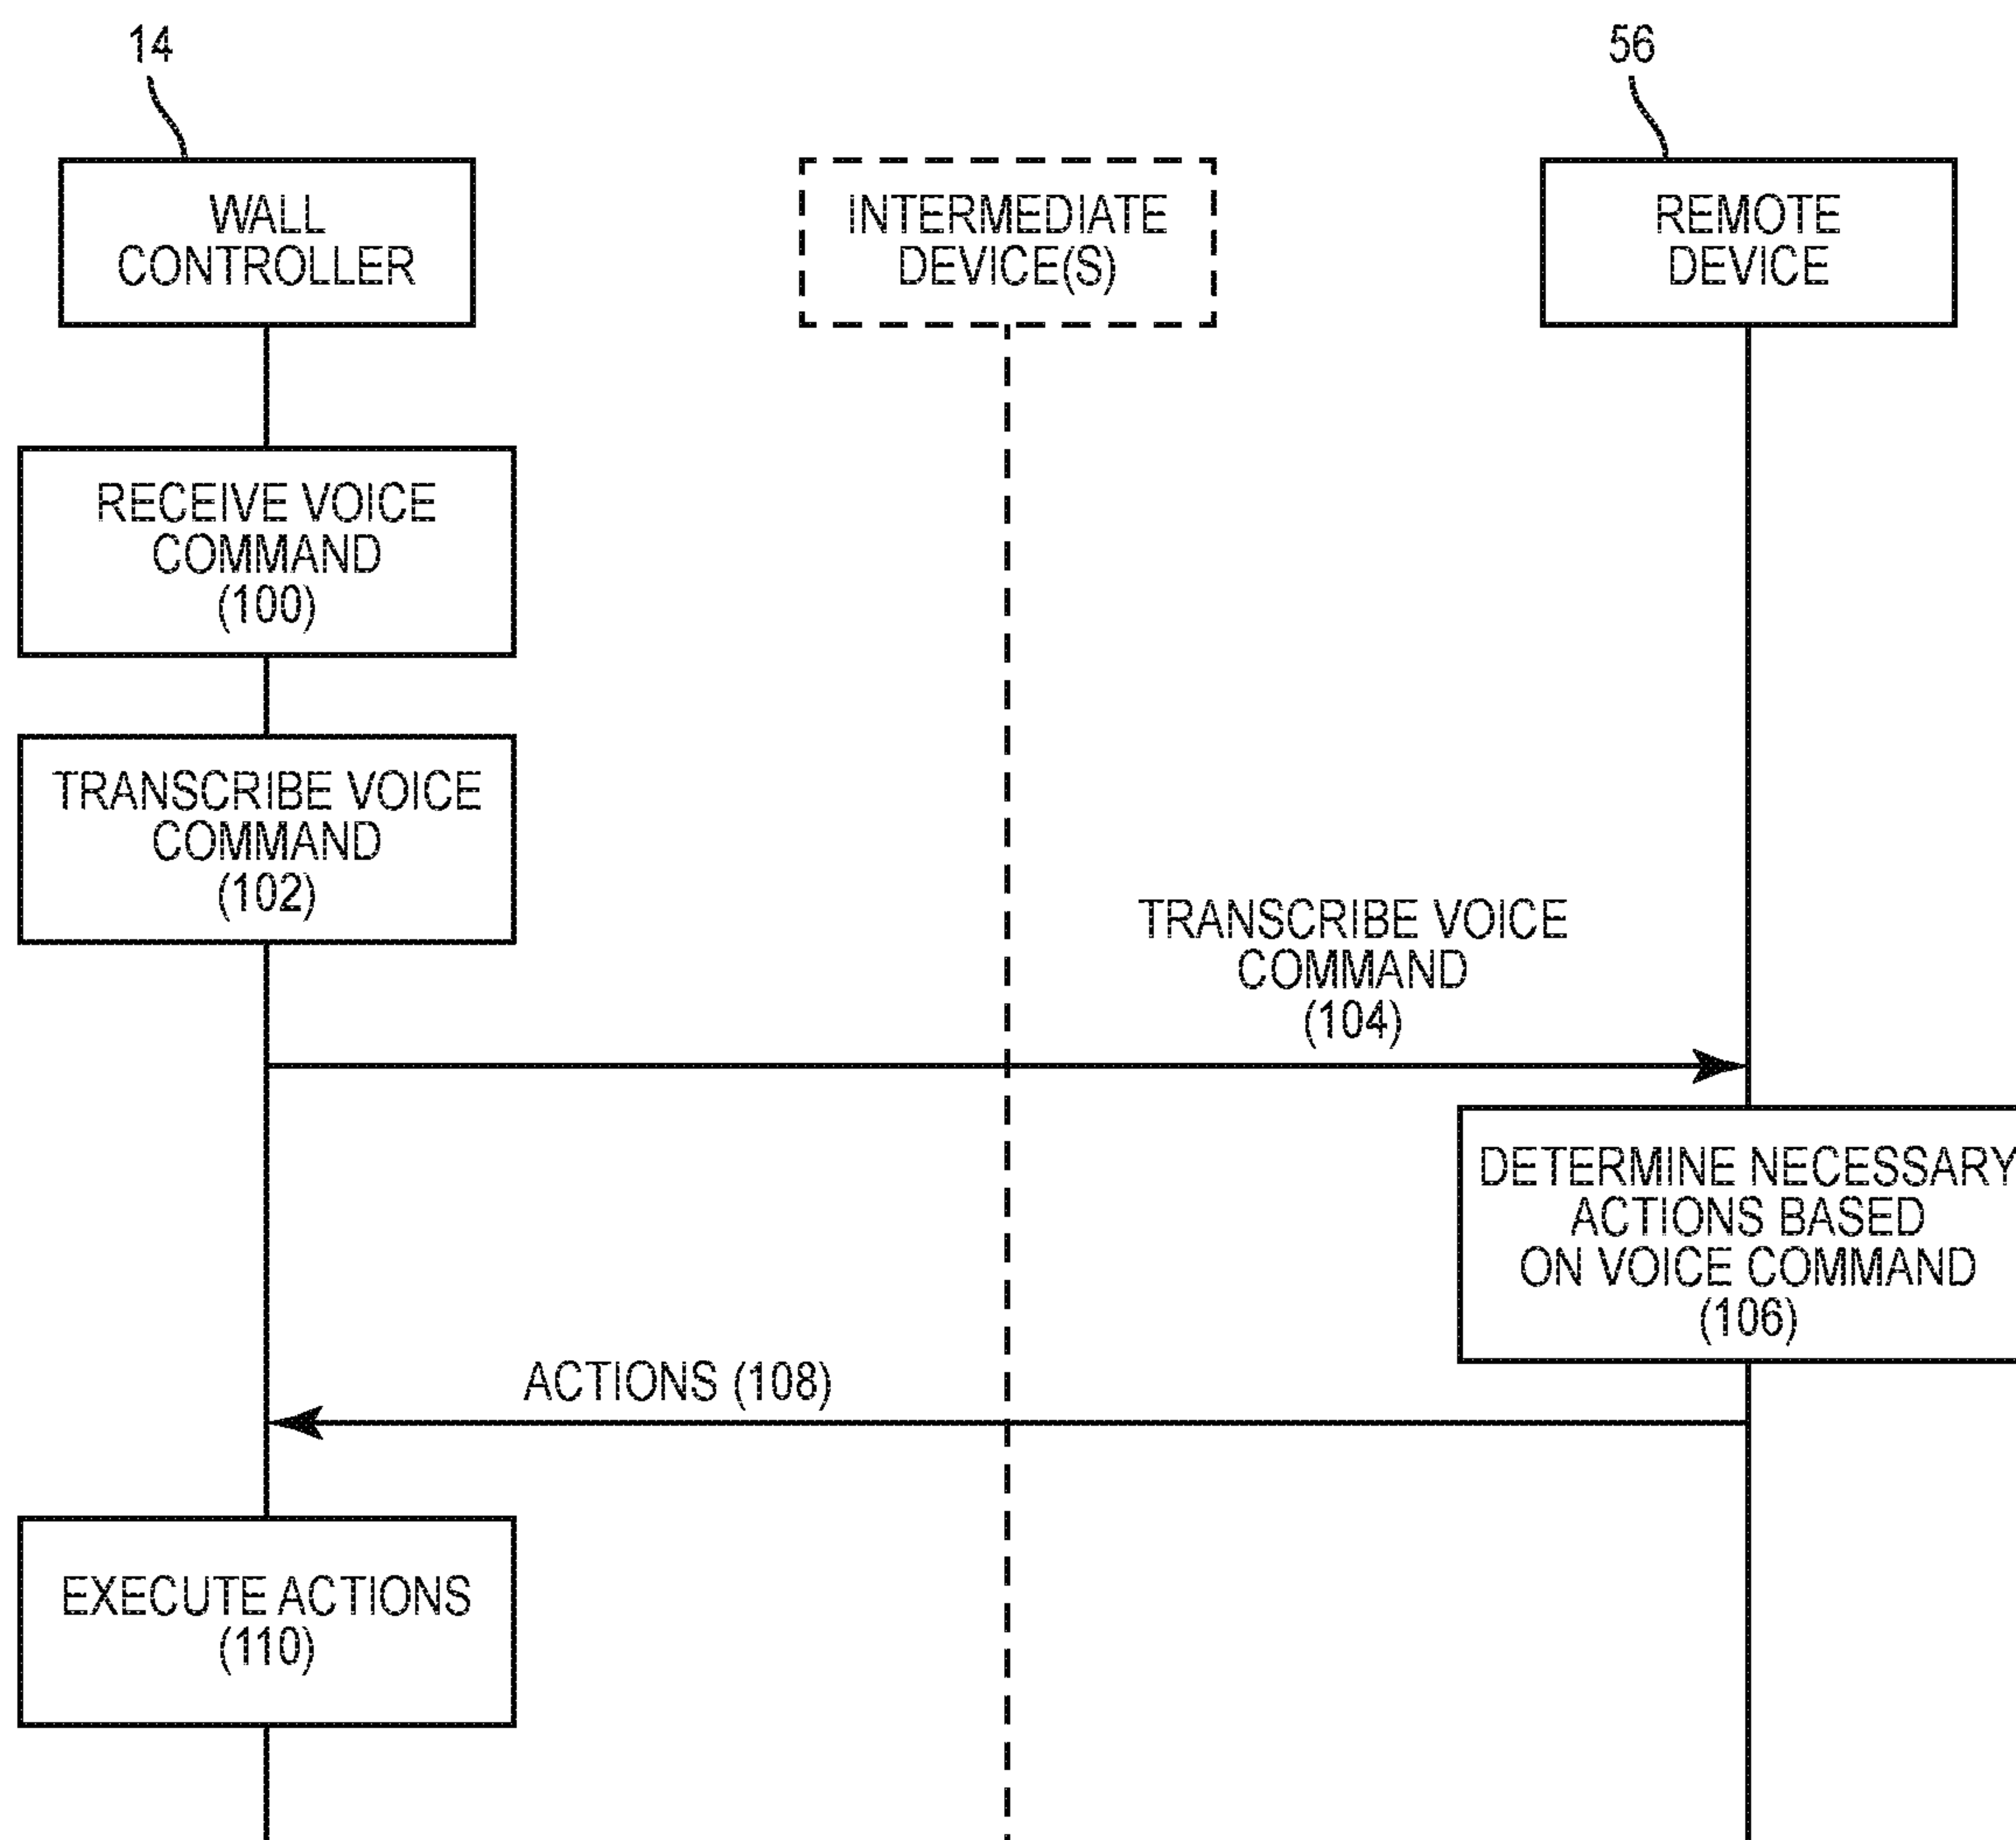 14
56
WALL
CONTROLLER
INTERMEDIATE
DEVICE(S)
REMOTE
DEVICE
RECEIVE VOICE
COMMAND
(100)
TRANSCRIBE VOICE
COMMAND
(102)
TRANSCRIBE VOICE
COMMAND
(104)
DETERMINE NECESSARY
ACTIONS BASED
ON VOICE COMMAND
(106)
ACTIONS (108)
EXECUTE ACTIONS
(110)